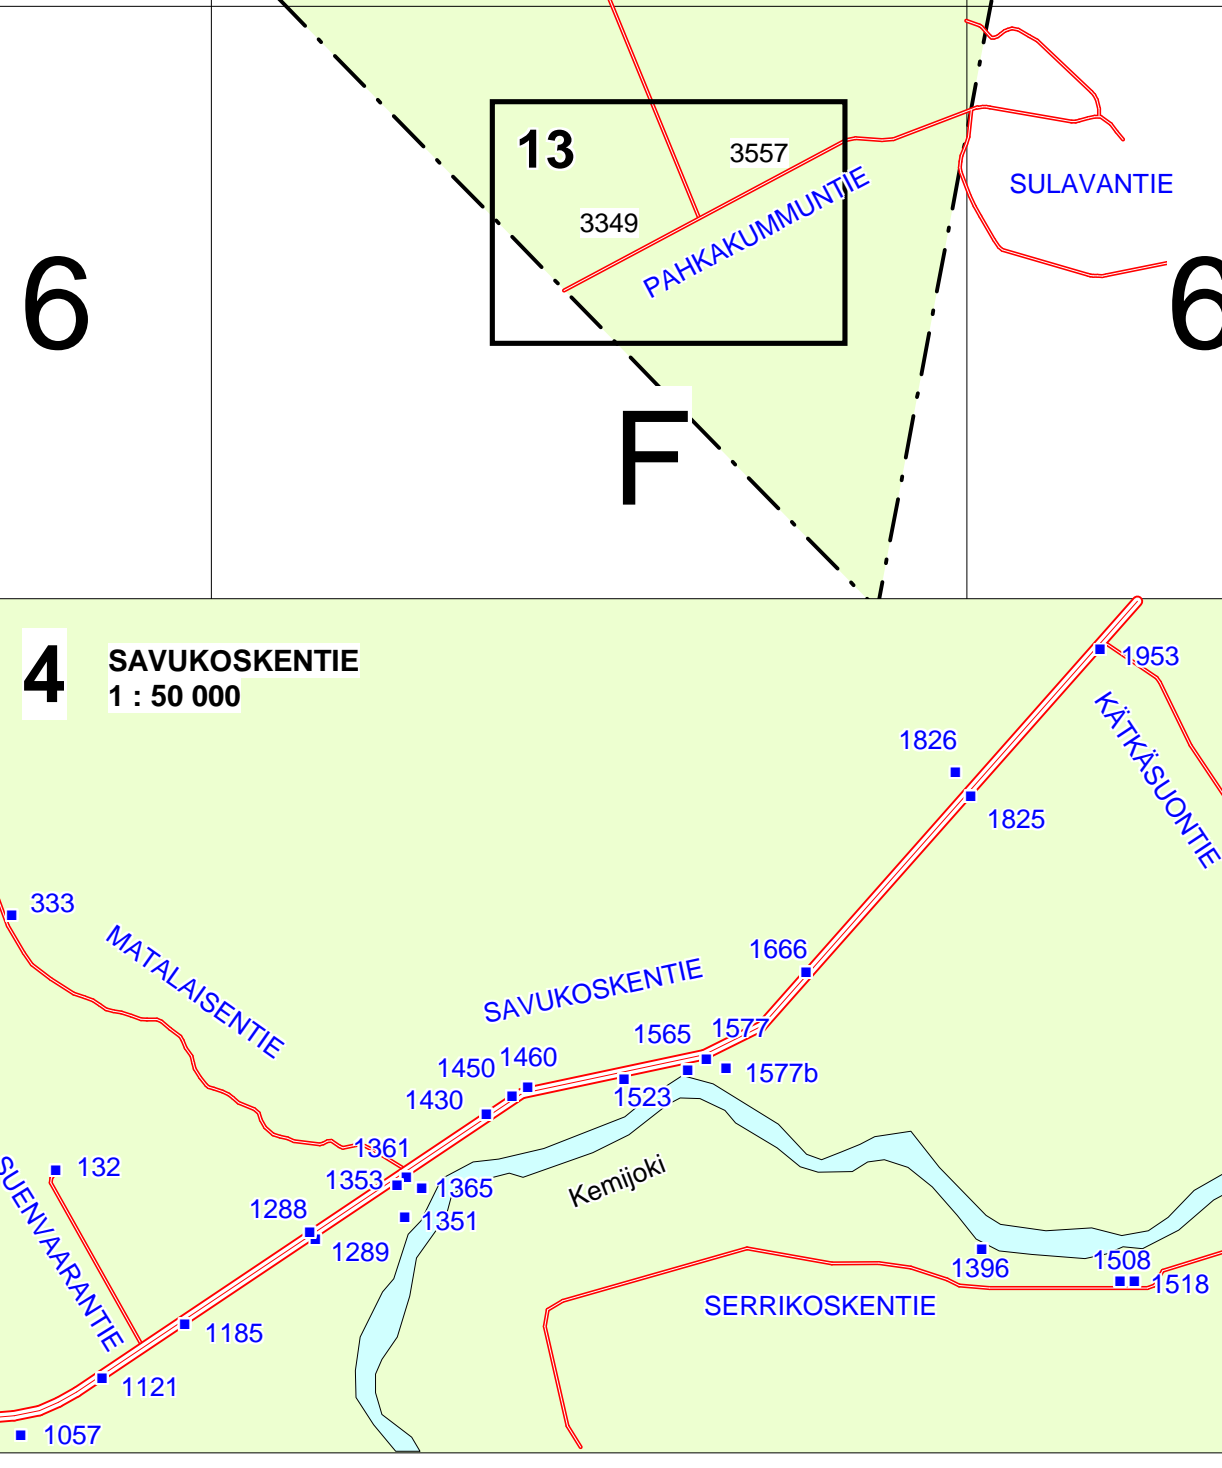 13
3557
3349
PAHKAKUMMUNTIE
SULAVANTIE
6
6
F
4
SAVUKOSKENTIE
1 : 50 000
1953
KÄTKÄSUONTIE
1826
1825
333
MATALAISENTIE
1666
SAVUKOSKENTIE
1565
1577
1577b
1450
1460
1430
1523
1361
1353
1365
1351
Kemijoki
132
SUENVAARANTIE
1288
1289
1396
1508
1518
SERRIKOSKENTIE
1185
1121
1057